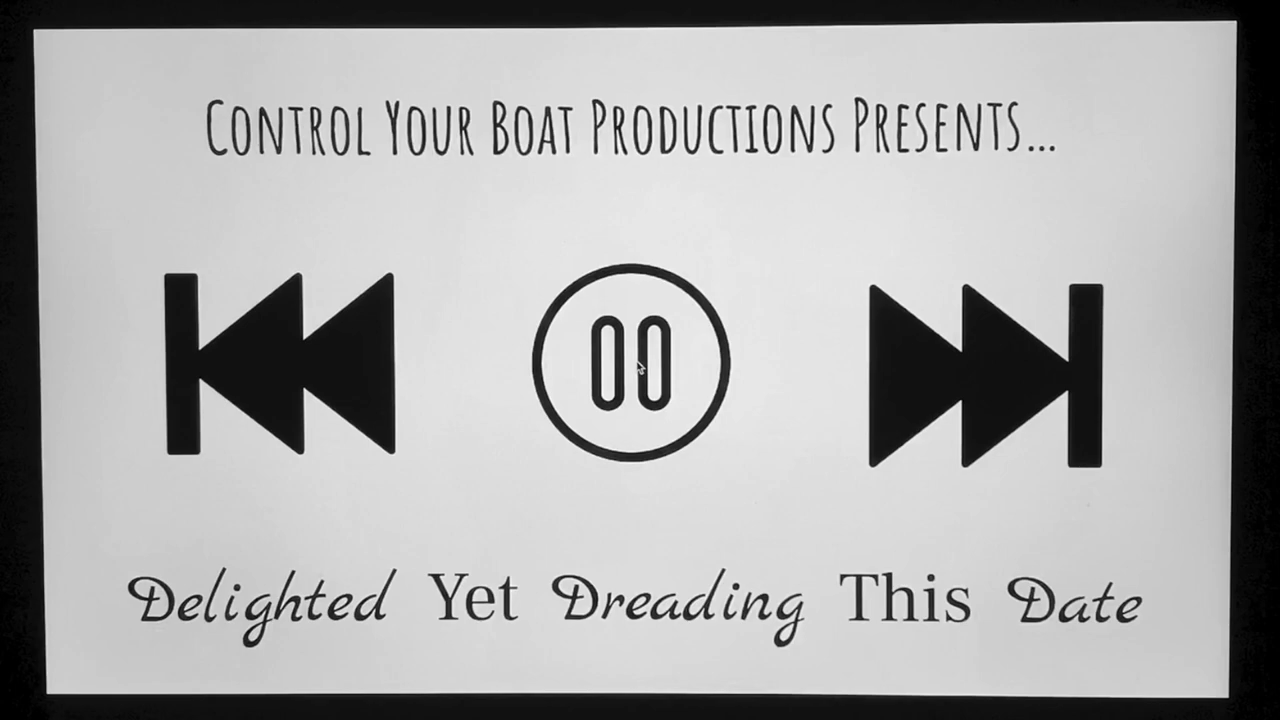 Control Your Boat Productions Presents...
Delighted Yet Dreading This Date